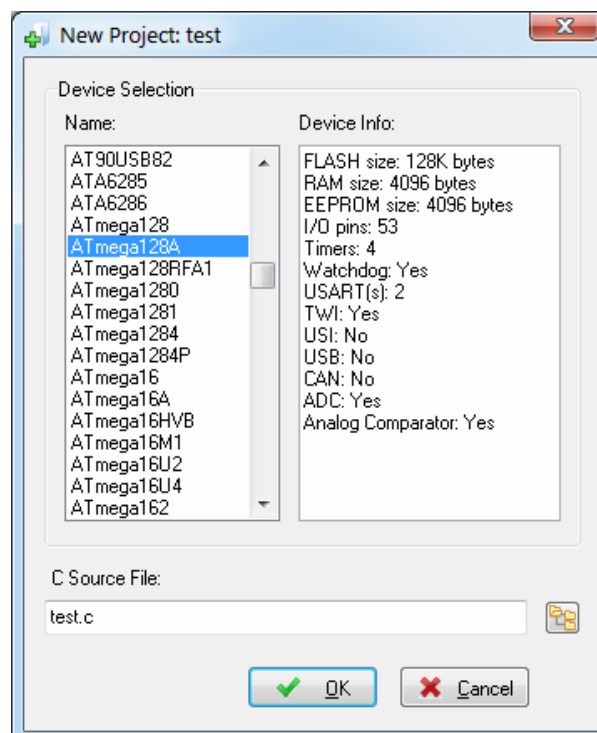 New Project: test
Device Selection
Name:
AT90USB82
ATA6285
ATA6286
ATmega128
ATmega128A
ATmega128RFA1
ATmega1280
ATmega1281
ATmega1284
ATmega1284P
ATmega16
ATmega16A
ATmega16HVB
ATmega16M1
ATmega16U2
ATmega16U4
ATmega162
Device Info:
FLASH size: 128K bytes
RAM size: 4096 bytes
EEPROM size: 4096 bytes
I/O pins: 53
Timers: 4
Watchdog: Yes
USART(s): 2
TWI: Yes
USI: No
USB: No
CAN: No
ADC: Yes
Analog Comparator: Yes
C Source File:
test.c
OK
Cancel